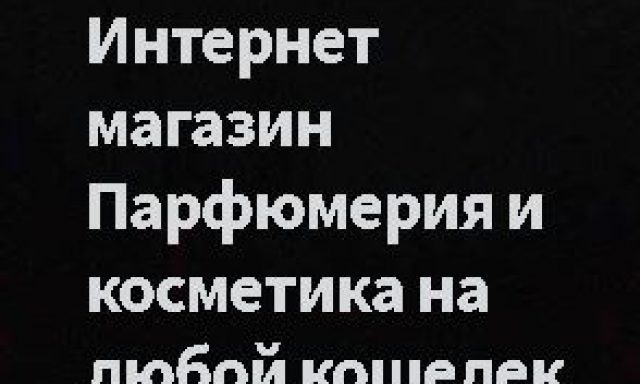 Интернет
магазин
Парфюмерия и
косметика на
любой кошелек